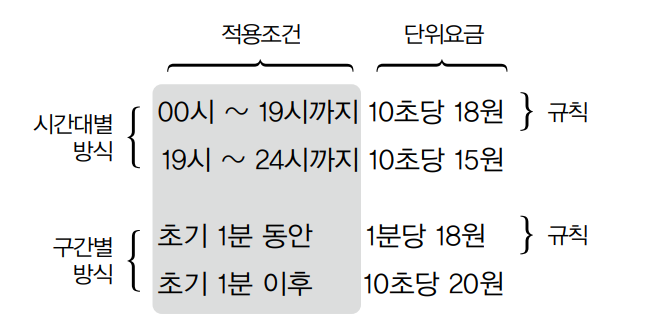 적용조건 단위요금
시간대별 방식
00시 ~ 19시까지 10초당 18원 규칙
19시 ~ 24시까지 10초당 15원
구간별 방식
초기 1분 동안 1분당 18원 규칙
초기 1분 이후 10초당 20원